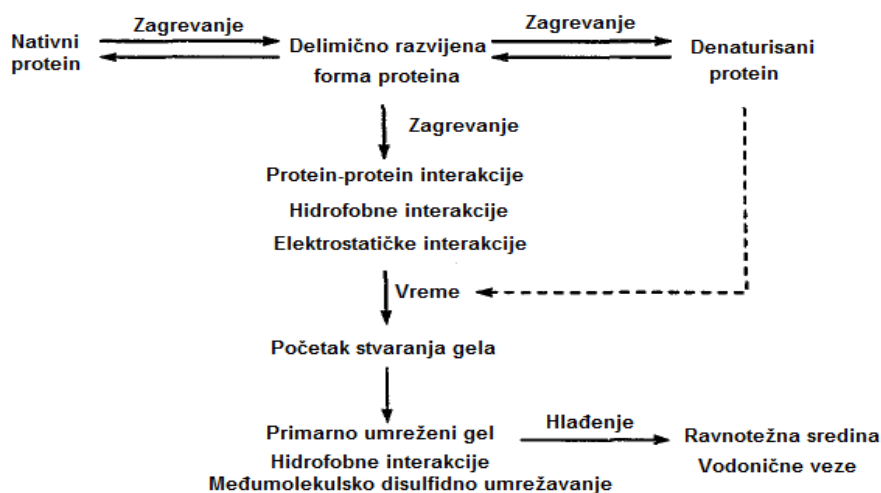 Zagrevanje
Zagrevanje
Nativni
protein
Delimično razvijena
forma proteina
Denaturisani
protein
Zagrevanje
Protein-protein interakcije
Hidrofobne interakcije
Elektrostatičke interakcije
Vreme
Početak stvaranja gela
Primarno umreženi gel
Hidrofobne interakcije
Međumolekulsko disulfidno umrežavanje
Hlađenje
Ravnotežna sredina
Vodonične veze